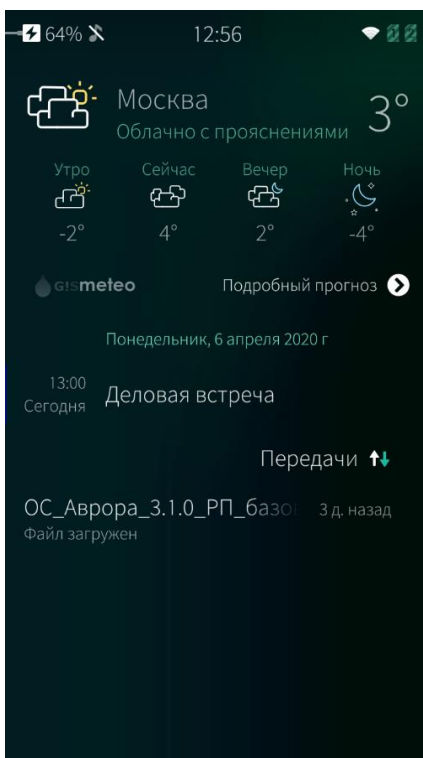 64% 12:56
Москва 3°
Облачно с прояснениями
Утро Сейчас Вечер Ночь
-2° 4° 2° -4°
G!Smeteo Подробный прогноз
Понедельник, 6 апреля 2020 г
13:00
Сегодня Деловая встреча
Передачи
ОС_Аврора_3.1.0_РП_базо 3 д. назад
Файл загружен